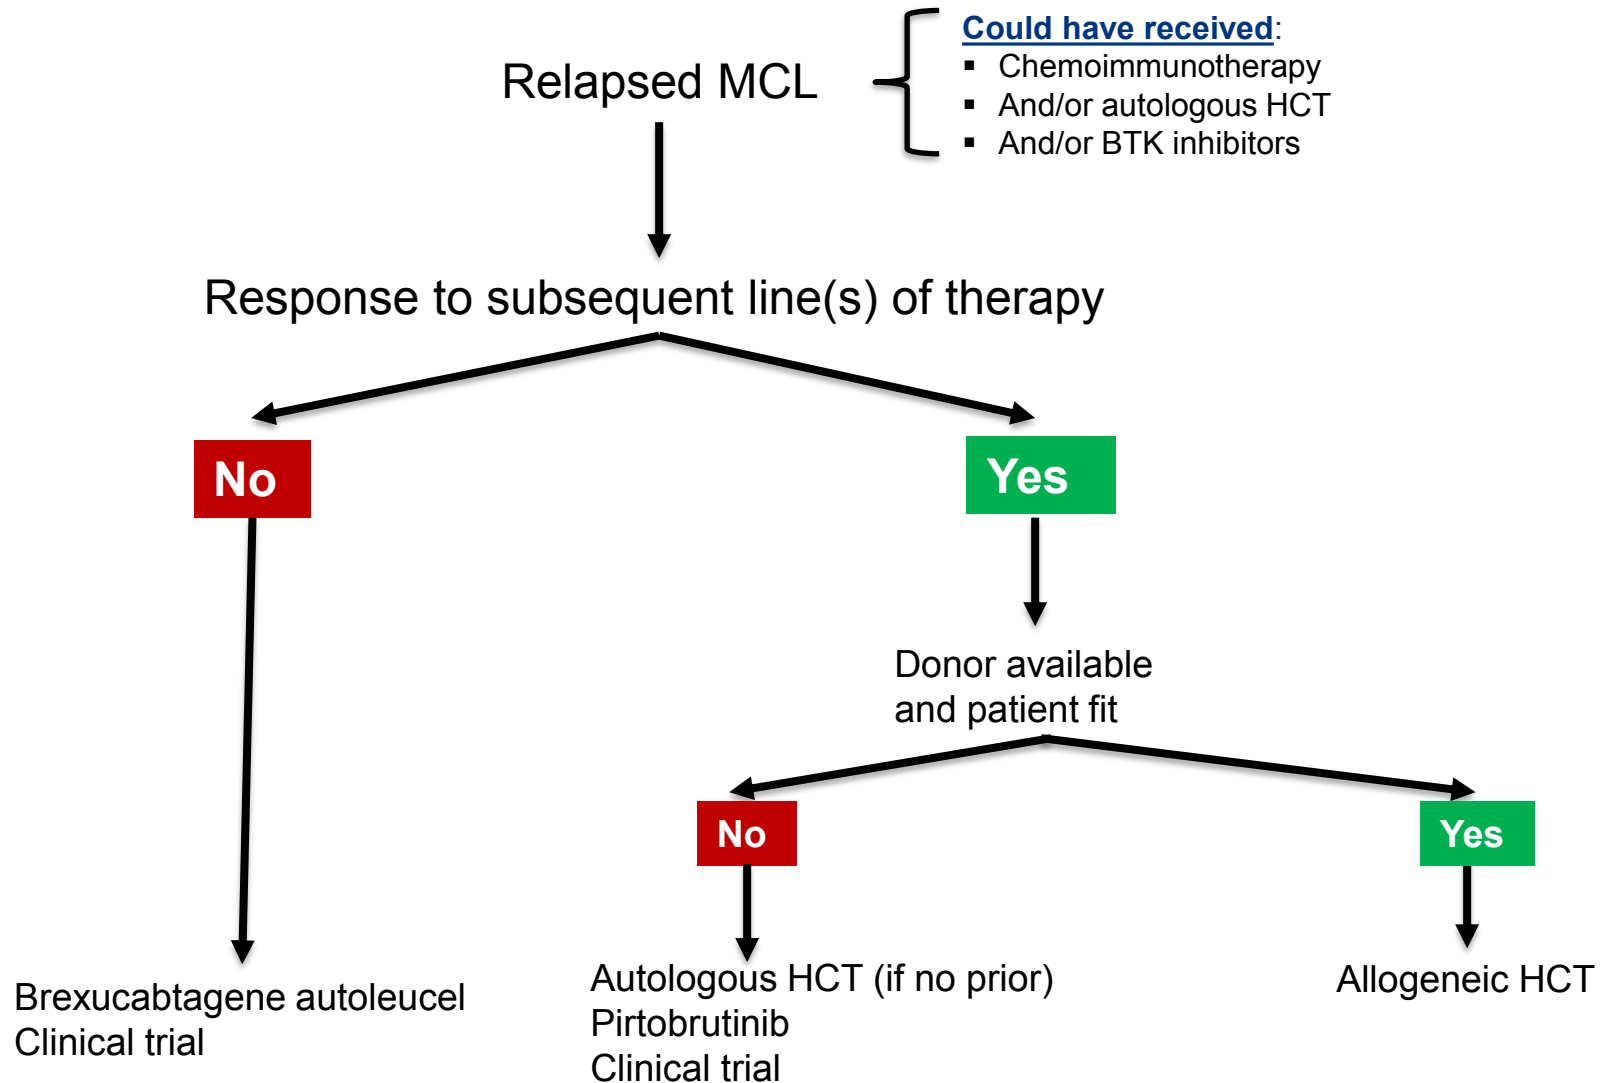 Relapsed MCL
Could have received:
▪ Chemoimmunotherapy
▪ And/or autologous HCT
▪ And/or BTK inhibitors
Response to subsequent line(s) of therapy
No
Yes
Donor available
and patient fit
No
Yes
Brexucabtagene autoleucel
Clinical trial
Autologous HCT (if no prior)
Pirtobrutinib
Clinical trial
Allogeneic HCT